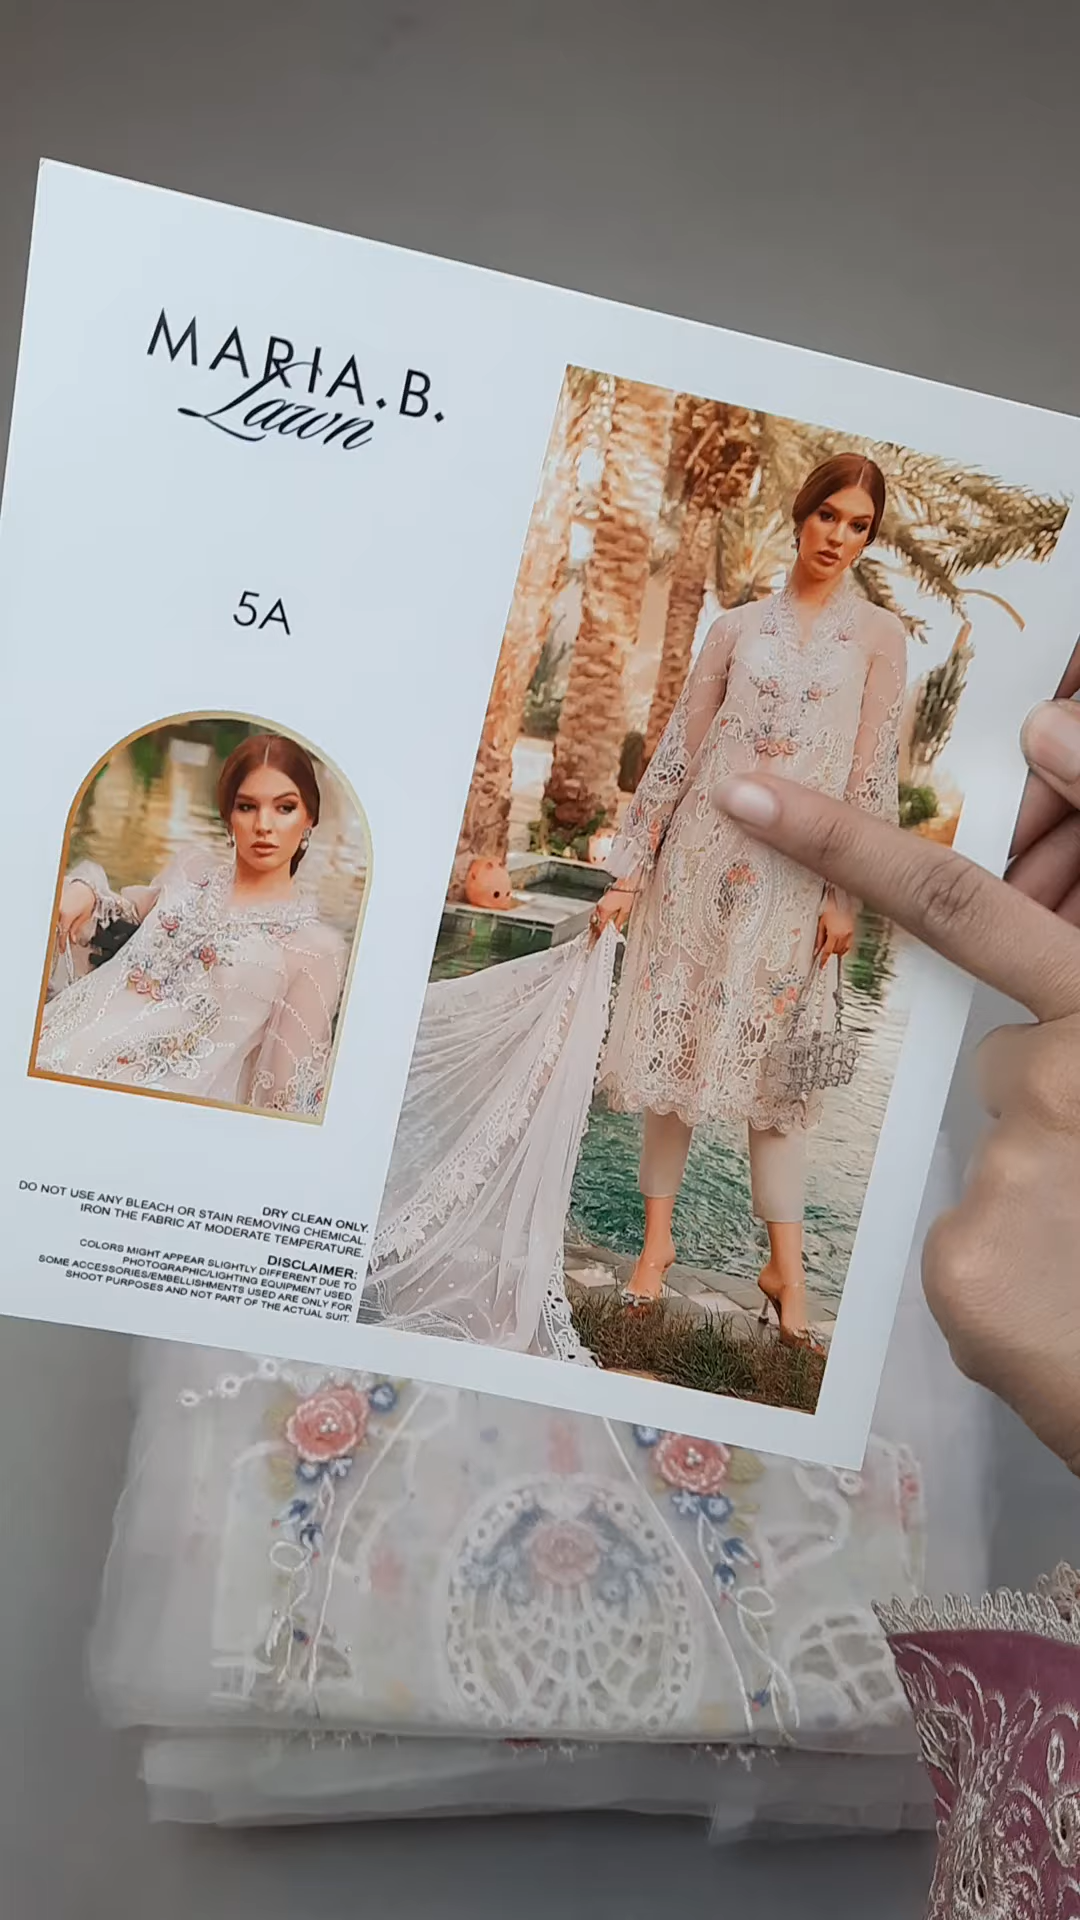 MARIA.B.
Lawn
5A
DRY CLEAN ONLY.
DO NOT USE ANY BLEACH OR STAIN REMOVING CHEMICAL.
IRON THE FABRIC AT MODERATE TEMPERATURE.
DISCLAIMER:
COLORS MIGHT APPEAR SLIGHTLY DIFFERENT DUE TO
PHOTOGRAPHIC/LIGHTING EQUIPMENT USED.
SOME ACCESSORIES/EMBELLISHMENTS USED ARE ONLY FOR
SHOOT PURPOSES AND NOT PART OF THE ACTUAL SUIT.